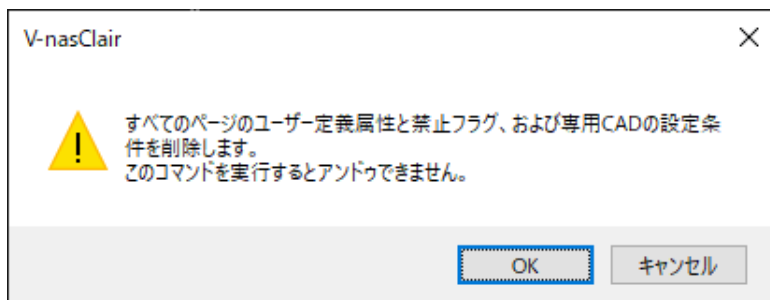 V-nasClair
すべてのページのユーザー定義属性と禁止フラグ、および専用CADの設定条
件を削除します。
このコマンドを実行するとアンドゥできません。
OK
キャンセル